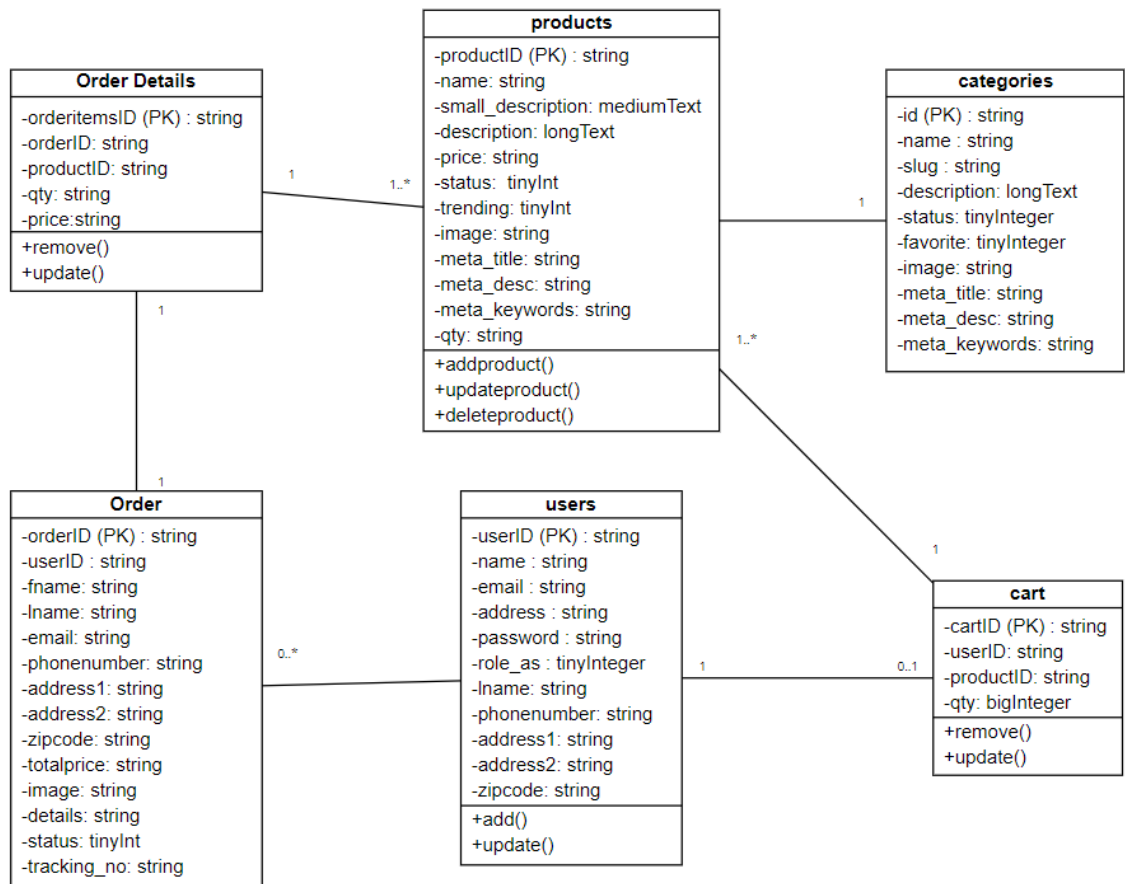 products
-productID (PK) : string
-name: string
-small_description: mediumText
-description: longText
-price: string
-status:  tinyInt
-trending: tinyInt
-image: string
-meta_title: string
-meta_desc: string
-meta_keywords: string
-qty: string
+addproduct()
+updateproduct()
+deleteproduct()
Order Details
-orderitemsID (PK) : string
-orderID: string
-productID: string
-qty: string
-price:string
+remove()
+update()
categories
-id (PK) : string
-name : string
-slug : string
-description: longText
-status: tinyInteger
-favorite: tinyInteger
-image: string
-meta_title: string
-meta_desc: string
-meta_keywords: string
1
1..*
1
1
1
1..*
1
Order
-orderID (PK) : string
-userID : string
-fname: string
-lname: string
-email: string
-phonenumber: string
-address1: string
-address2: string
-zipcode: string
-totalprice: string
-image: string
-details: string
-status: tinyInt
-tracking_no: string
0..*
users
-userID (PK) : string
-name : string
-email : string
-address : string
-password : string
-role_as : tinyInteger
-lname: string
-phonenumber: string
-address1: string
-address2: string
-zipcode: string
+add()
+update()
1
0..1
cart
-cartID (PK) : string
-userID: string
-productID: string
-qty: bigInteger
+remove()
+update()